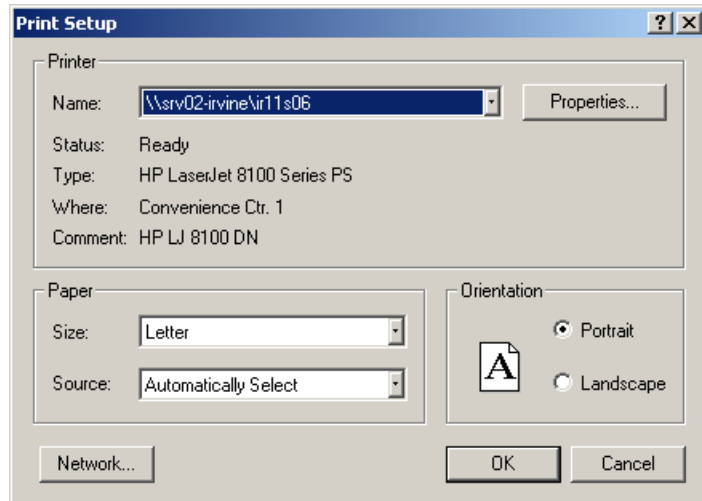 Print Setup
Printer
Name: \\srv02-irvine\ir11s06 Properties...
Status: Ready
Type: HP LaserJet 8100 Series PS
Where: Convenience Ctr. 1
Comment: HP LJ 8100 DN
Paper
Size: Letter
Source: Automatically Select
Orientation
A
Portrait
Landscape
Network... OK Cancel